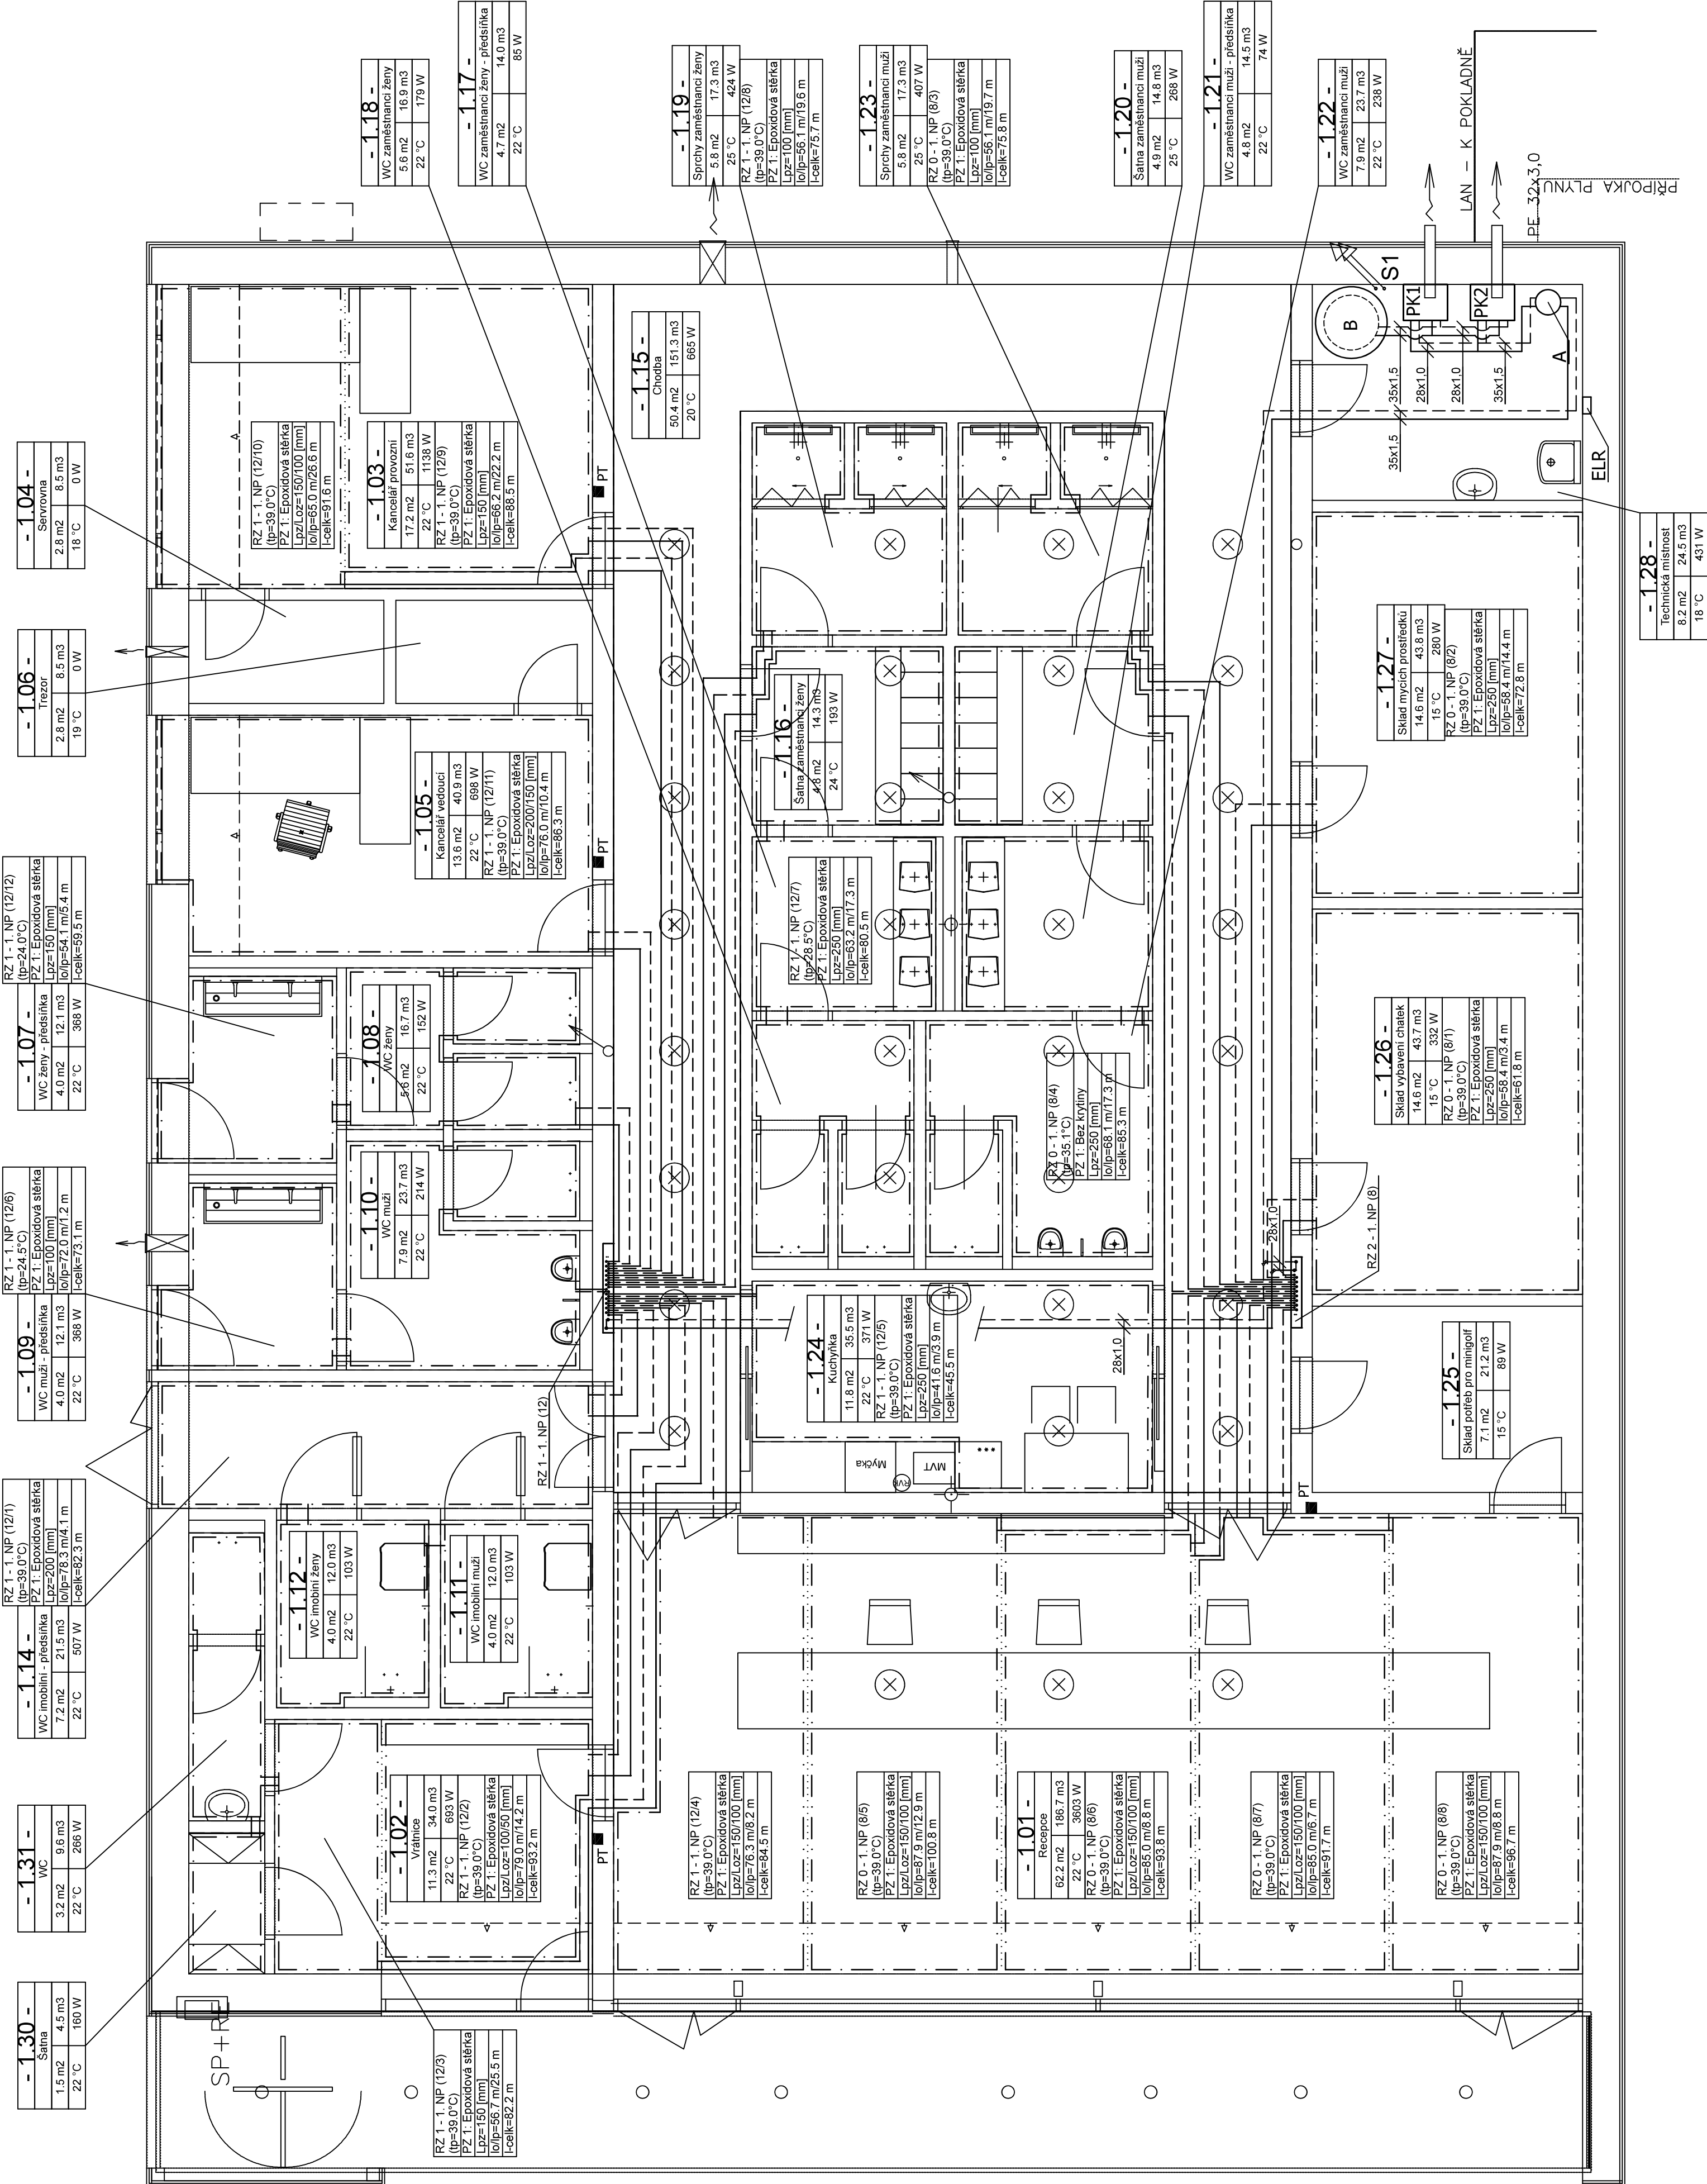 - 1.30 -
Šatna
1.5 m2 4.5 m3
22 °C 160 W
- 1.31 -
WC
3.2 m2 9.6 m3
22 °C 266 W
- 1.14 -
WC imobilní - předsíňka
7.2 m2 21.5 m3
22 °C 507 W
RZ 1 - 1. NP (12/1)
(tp=39.0°C)
PZ 1: Epoxidová stěrka
Lpz=200 [mm]
lo/lp=78.3 m/4.1 m
l-celk=82.3 m
- 1.09 -
WC muži - předsíňka
4.0 m2 12.1 m3
22 °C 368 W
RZ 1 - 1. NP (12/6)
(tp=24.5°C)
PZ 1: Epoxidová stěrka
Lpz=100 [mm]
lo/lp=72.0 m/1.2 m
l-celk=73.1 m
- 1.07 -
WC ženy - předsíňka
4.0 m2 12.1 m3
22 °C 368 W
RZ 1 - 1. NP (12/12)
(tp=24.0°C)
PZ 1: Epoxidová stěrka
Lpz=150 [mm]
lo/lp=54.1 m/5.4 m
l-celk=59.5 m
- 1.06 -
Trezor
2.8 m2 8.5 m3
19 °C 0 W
- 1.04 -
Servrovna
2.8 m2 8.5 m3
18 °C 0 W
SP+R
RZ 1 - 1. NP (12/3)
(tp=39.0°C)
PZ 1: Epoxidová stěrka
Lpz=150 [mm]
lo/lp=56.7 m/25.5 m
l-celk=82.2 m
- 1.02 -
Vrátnice
11.3 m2 34.0 m3
22 °C 693 W
RZ 1 - 1. NP (12/2)
(tp=39.0°C)
PZ 1: Epoxidová stěrka
Lpz/Loz=100/50 [mm]
lo/lp=79.0 m/14.2 m
l-celk=93.2 m
- 1.12 -
WC imobilní ženy
4.0 m2 12.0 m3
22 °C 103 W
- 1.11 -
WC imobilní muži
4.0 m2 12.0 m3
22 °C 103 W
- 1.10 -
WC muži
7.9 m2 23.7 m3
22 °C 214 W
- 1.08 -
WC ženy
5.6 m2 16.7 m3
22 °C 152 W
- 1.05 -
Kancelář vedoucí
13.6 m2 40.9 m3
22 °C 698 W
RZ 1 - 1. NP (12/11)
(tp=39.0°C)
PZ 1: Epoxidová stěrka
Lpz/Loz=200/150 [mm]
lo/lp=76.0 m/10.4 m
l-celk=86.3 m
RZ 1 - 1. NP (12/10)
(tp=39.0°C)
PZ 1: Epoxidová stěrka
Lpz/Loz=150/100 [mm]
lo/lp=65.0 m/26.6 m
l-celk=91.6 m
- 1.03 -
Kancelář provozní
17.2 m2 51.6 m3
22 °C 1138 W
RZ 1 - 1. NP (12/9)
(tp=39.0°C)
PZ 1: Epoxidová stěrka
Lpz=150 [mm]
lo/lp=66.2 m/22.2 m
l-celk=88.5 m
- 1.18 -
WC zaměstnanci ženy
5.6 m2 16.9 m3
22 °C 179 W
- 1.17 -
WC zaměstnanci ženy - předsíňka
4.7 m2 14.0 m3
22 °C 85 W
PT
PT
PT
RZ 1 - 1. NP (12)
- 1.15 -
Chodba
50.4 m2 151.3 m3
20 °C 665 W
RZ 1 - 1. NP (12/4)
(tp=39.0°C)
PZ 1: Epoxidová stěrka
Lpz/Loz=150/100 [mm]
lo/lp=76.3 m/8.2 m
l-celk=84.5 m
RZ 0 - 1. NP (8/5)
(tp=39.0°C)
PZ 1: Epoxidová stěrka
Lpz/Loz=150/100 [mm]
lo/lp=87.9 m/12.9 m
l-celk=100.8 m
- 1.01 -
Recepce
62.2 m2 186.7 m3
22 °C 3603 W
RZ 0 - 1. NP (8/6)
(tp=39.0°C)
PZ 1: Epoxidová stěrka
Lpz/Loz=150/100 [mm]
lo/lp=85.0 m/8.8 m
l-celk=93.8 m
RZ 0 - 1. NP (8/7)
(tp=39.0°C)
PZ 1: Epoxidová stěrka
Lpz/Loz=150/100 [mm]
lo/lp=85.0 m/6.7 m
l-celk=91.7 m
RZ 0 - 1. NP (8/8)
(tp=39.0°C)
PZ 1: Epoxidová stěrka
Lpz/Loz=150/100 [mm]
lo/lp=87.9 m/8.8 m
l-celk=96.7 m
- 1.24 -
Kuchyňka
11.8 m2 35.5 m3
22 °C 371 W
RZ 1 - 1. NP (12/5)
(tp=39.0°C)
PZ 1: Epoxidová stěrka
Lpz=250 [mm]
lo/lp=41.6 m/3.9 m
l-celk=45.5 m
Myčka
MVT
28x1,0
RZ 1 - 1. NP (12/7)
(tp=28.5°C)
PZ 1: Epoxidová stěrka
Lpz=250 [mm]
lo/lp=63.2 m/17.3 m
l-celk=80.5 m
- 1.16 -
Šatna zaměstnanci ženy
4.8 m2 14.3 m3
24 °C 193 W
RZ 0 - 1. NP (8/4)
(tp=35.1°C)
PZ 1: Bez krytiny
Lpz=250 [mm]
lo/lp=68.1 m/17.3 m
l-celk=85.3 m
- 1.19 -
Sprchy zaměstnanci ženy
5.8 m2 17.3 m3
25 °C 424 W
RZ 1 - 1. NP (12/8)
(tp=39.0°C)
PZ 1: Epoxidová stěrka
Lpz=100 [mm]
lo/lp=56.1 m/19.6 m
l-celk=75.7 m
- 1.23 -
Sprchy zaměstnanci muži
5.8 m2 17.3 m3
25 °C 407 W
RZ 0 - 1. NP (8/3)
(tp=39.0°C)
PZ 1: Epoxidová stěrka
Lpz=100 [mm]
lo/lp=56.1 m/19.7 m
l-celk=75.8 m
- 1.20 -
Šatna zaměstnanci muži
4.9 m2 14.8 m3
25 °C 268 W
- 1.21 -
WC zaměstnanci muži - předsíňka
4.8 m2 14.5 m3
22 °C 74 W
- 1.22 -
WC zaměstnanci muži
7.9 m2 23.7 m3
22 °C 238 W
28x1,0
RZ 2 - 1. NP (8)
PT
- 1.25 -
Sklad potřeb pro minigolf
7.1 m2 21.2 m3
15 °C 89 W
- 1.26 -
Sklad vybavení chatek
14.6 m2 43.7 m3
15 °C 332 W
RZ 0 - 1. NP (8/1)
(tp=39.0°C)
PZ 1: Epoxidová stěrka
Lpz=250 [mm]
lo/lp=58.4 m/3.4 m
l-celk=61.8 m
- 1.27 -
Sklad mycích prostředků
14.6 m2 43.8 m3
15 °C 280 W
RZ 0 - 1. NP (8/2)
(tp=39.0°C)
PZ 1: Epoxidová stěrka
Lpz=250 [mm]
lo/lp=58.4 m/14.4 m
l-celk=72.8 m
- 1.28 -
Technická místnost
8.2 m2 24.5 m3
18 °C 431 W
35x1,5
35x1,5
28x1,0
28x1,0
35x1,5
ELR
A
B
PK1
PK2
S1
LAN - K POKLADNĚ
PE 32x3,0
PŘÍPOJKA
PLYNU